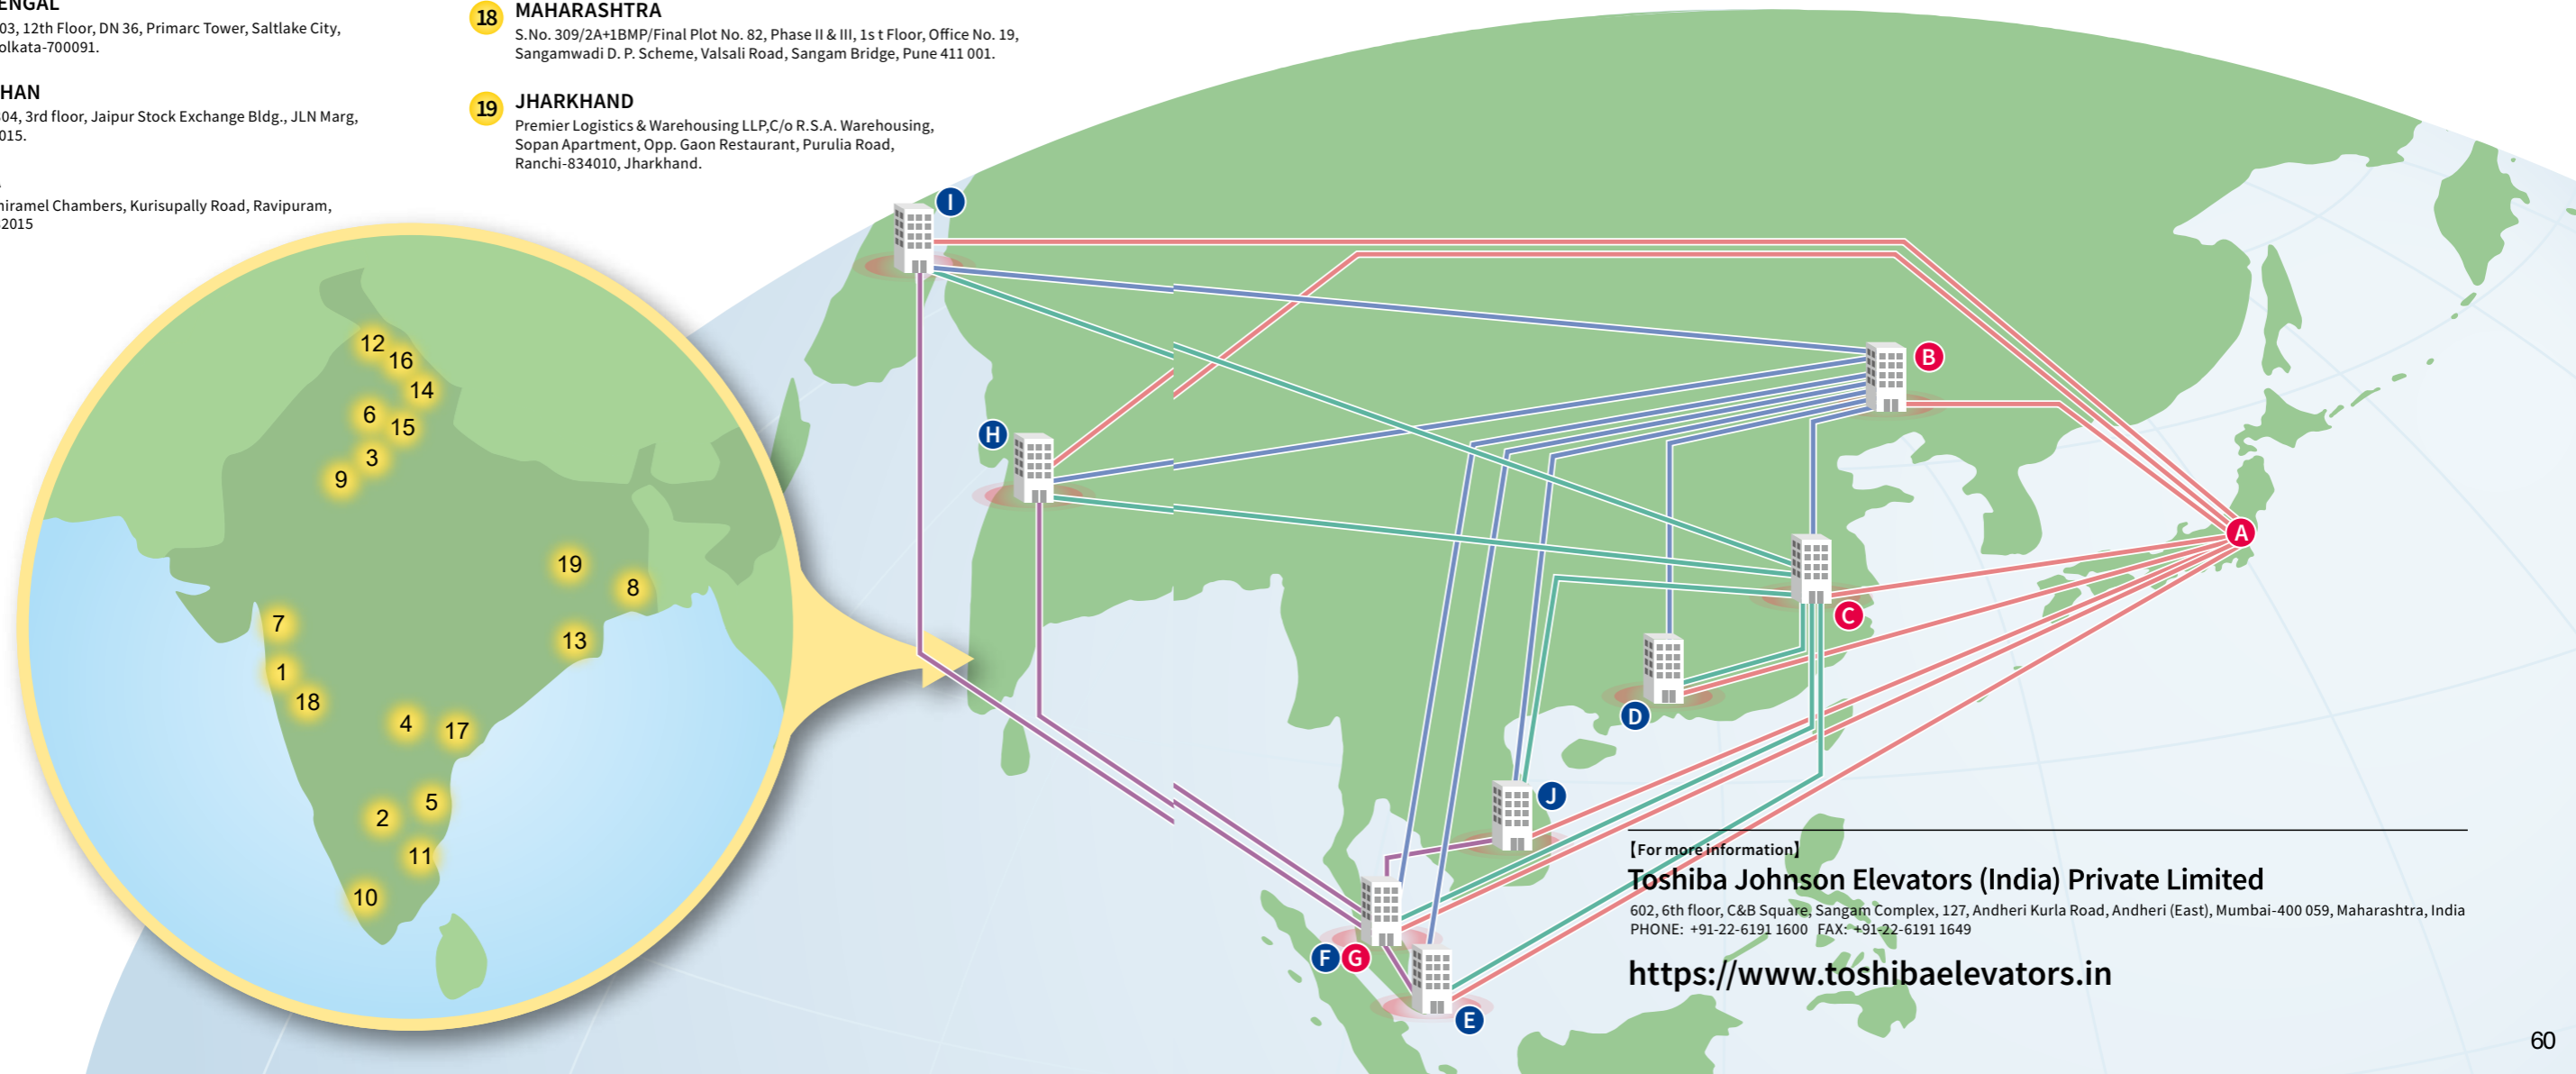 03, 12th Floor, DN 36, Primarc Tower, Saltlake City,
04, 3rd floor, Jaipur Stock Exchange Bldg., JLN Marg,
015.
Chambers, Kurisupally Road, Ravipuram,
2015
18 MAHARASHTRA
S.No. 309/2A+1BMP/Final Plot No. 82, Phase II & III, 1s t Floor, Office No. 19,
Sangamwadi D. P. Scheme, Valsali Road, Sangam Bridge, Pune 411 001.
19 JHARKHAND
Premier Logistics & Warehousing LLP,C/o R.S.A. Warehousing,
Sopan Apartment, Opp. Gaon Restaurant, Purulia Road,
Ranchi-834010, Jharkhand.
12
16
14
6
15
3
9
19
8
7
13
1
18
4
17
5
2
11
10
I
B
H
A
C
D
J
F G
E
【For more information】
Toshiba Johnson Elevators (India) Private Limited
602, 6th floor, C&B Square, Sangam Complex, 127, Andheri Kurla Road, Andheri (East), Mumbai-400 059, Maharashtra, India
PHONE: +91-22-6191 1600 FAX: +91-22-6191 1649
https://www.toshibaelevators.in
60